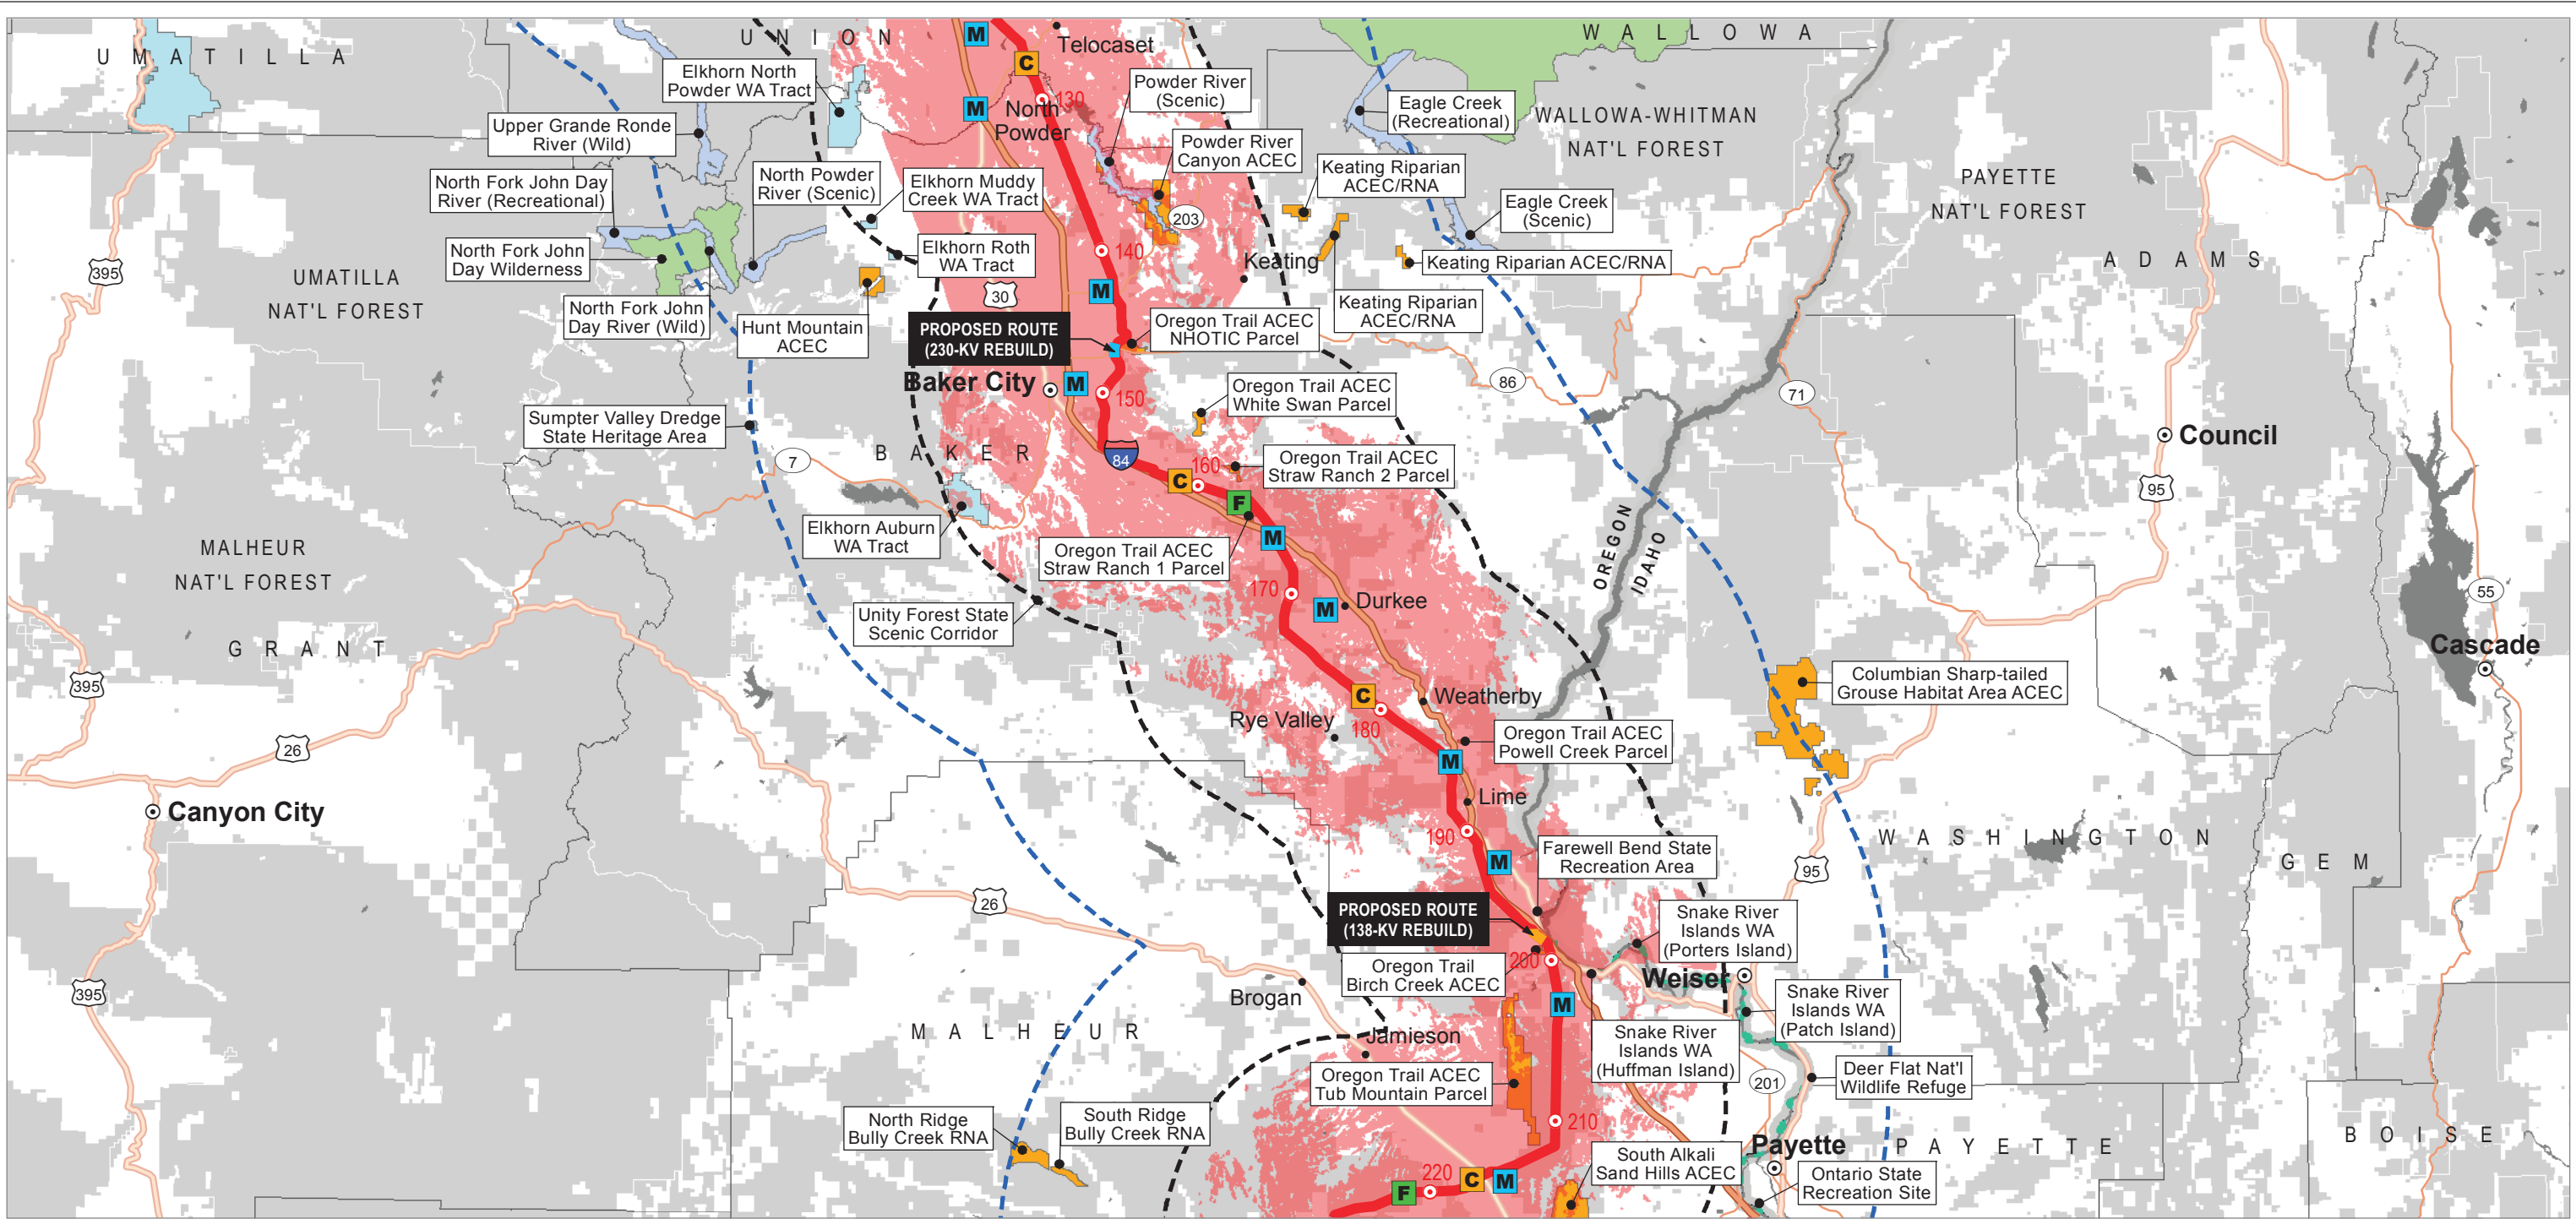 UMATILLA
UNION
WALLOWA
M
Telocaset
C
Elkhorn North
Powder WA Tract
M
130
North
Powder
Powder River
(Scenic)
Eagle Creek
(Recreational)
WALLOWA-WHITMAN
NAT'L FOREST
Upper Grande Ronde
River (Wild)
Powder River
Canyon ACEC
Keating Riparian
ACEC/RNA
PAYETTE
NAT'L FOREST
North Fork John Day
River (Recreational)
North Powder
River (Scenic)
Elkhorn Muddy
Creek WA Tract
203
Eagle Creek
(Scenic)
North Fork John
Day Wilderness
Elkhorn Roth
WA Tract
140
Keating
Keating Riparian ACEC/RNA
ADAMS
395
UMATILLA
NAT'L FOREST
30
M
North Fork John
Day River (Wild)
Hunt Mountain
ACEC
PROPOSED ROUTE
(230-KV REBUILD)
Oregon Trail ACEC
NHOTIC Parcel
Keating Riparian
ACEC/RNA
Baker City
M
150
86
71
Oregon Trail ACEC
White Swan Parcel
Sumpter Valley Dredge
State Heritage Area
Council
7
BAKER
84
160
C
Oregon Trail ACEC
Straw Ranch 2 Parcel
95
F
Elkhorn Auburn
WA Tract
M
OREGON
IDAHO
MALHEUR
NAT'L FOREST
Oregon Trail ACEC
Straw Ranch 1 Parcel
170
M
Durkee
55
Unity Forest State
Scenic Corridor
GRANT
Cascade
395
C
Weatherby
Columbian Sharp-tailed
Grouse Habitat Area ACEC
Rye Valley
180
26
Oregon Trail ACEC
Powell Creek Parcel
M
Canyon City
Lime
190
WASHINGTON
GEM
M
Farewell Bend State
Recreation Area
95
26
PROPOSED ROUTE
(138-KV REBUILD)
Snake River
Islands WA
(Porters Island)
200
Oregon Trail
Birch Creek ACEC
Weiser
395
Brogan
M
Snake River
Islands WA
(Patch Island)
MALHEUR
Jamieson
Snake River
Islands WA
(Huffman Island)
Oregon Trail ACEC
Tub Mountain Parcel
201
Deer Flat Nat'l
Wildlife Refuge
North Ridge
Bully Creek RNA
South Ridge
Bully Creek RNA
210
Payette
PAYETTE
BOISE
South Alkali
Sand Hills ACEC
220
C
M
F
Ontario State
Recreation Site